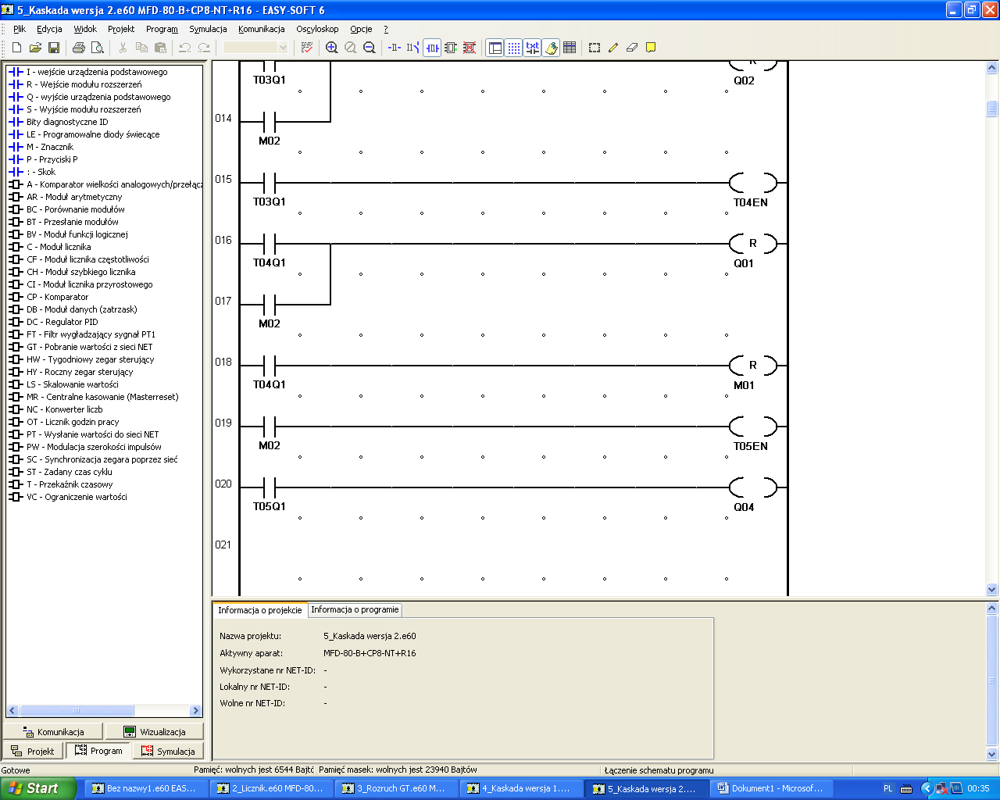 5_Kaskada wersja 2.e60 MFD-80-B+CP8-NT+R16 - EASY-SOFT 6
Plik Edycja Widok Projekt Program Symulacja Komunikacja Oscyloskop Opcje ?
I - wejście urządzenia podstawowego
R - Wejście modułu rozszerzeń
Q - wyjście urządzenia podstawowego
S - Wyjście modułu rozszerzeń
Bity diagnostyczne ID
LE - Programowalne diody świecące
M - Znacznik
P - Przyciski P
: - Skok
A - Komparator wielkości analogowych/przełącz
AR - Moduł arytmetyczny
BC - Porównanie modułów
BT - Przesłanie modułów
BV - Moduł funkcji logicznej
C - Moduł licznika
CF - Moduł licznika częstotliwości
CH - Moduł szybkiego licznika
CI - Moduł licznika przyrostowego
CP - Komparator
DB - Moduł danych (zatrzask)
DC - Regulator PID
FT - Filtr wygładzający sygnał PT1
GT - Pobranie wartości z sieci NET
HW - Tygodniowy zegar sterujący
HY - Roczny zegar sterujący
LS - Skalowanie wartości
MR - Centralne kasowanie (Masterreset)
NC - Konwerter liczb
OT - Licznik godzin pracy
PT - Wysłanie wartości do sieci NET
PW - Modulacja szerokości impulsów
SC - Synchronizacja zegara poprzez sieć
ST - Zadany czas cyklu
T - Przekaźnik czasowy
VC - Ograniczenie wartości
Komunikacja Wizualizacja
Projekt Program Symulacja
R
T03Q1 Q02
014
M02
015
T03Q1 T04EN
016 R
T04Q1 Q01
017
M02
018 R
T04Q1 M01
019
M02 T05EN
020
T05Q1 Q04
021
Informacja o projekcie Informacja o programie
Nazwa projektu: 5_Kaskada wersja 2.e60
Aktywny aparat: MFD-80-B+CP8-NT+R16
Wykorzystane nr NET-ID: -
Lokalny nr NET-ID: -
Wolne nr NET-ID: -
Gotowe Pamięć: wolnych jest 6544 Bajtó Pamięć masek: wolnych jest 23940 Bajtów Łączenie schematu programu
Start Bez nazwy1.e60 EAS... 2_Licznik.e60 MFD-80... 3_Rozruch GT.e60 M... 4_Kaskada wersja 1.... 5_Kaskada wersja 2.... Dokument1 - Microsof... PL 00:35